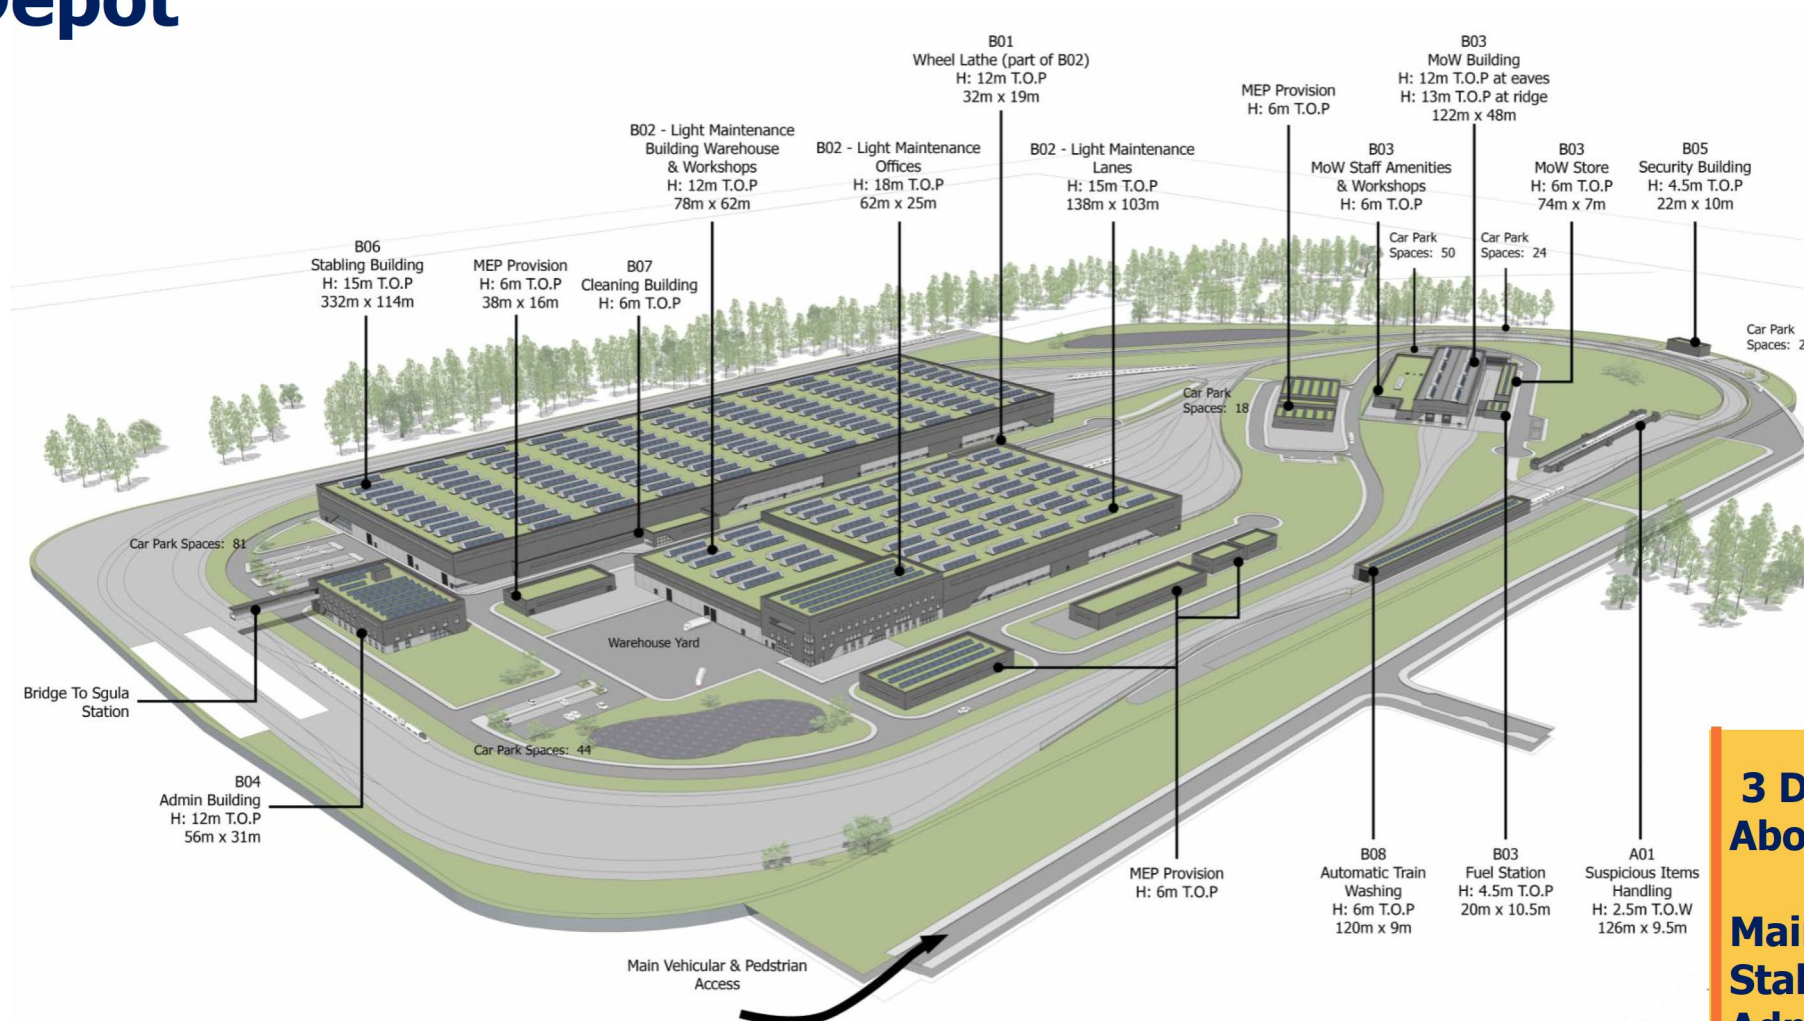 Depot
B01
Wheel Lathe (part of B02)
H: 12m T.O.P
32m x 19m
B03
MoW Building
H: 12m T.O.P at eaves
H: 13m T.O.P at ridge
122m x 48m
MEP Provision
H: 6m T.O.P
B02 - Light Maintenance
Building Warehouse
& Workshops
H: 12m T.O.P
78m x 62m
B02 - Light Maintenance
Offices
H: 18m T.O.P
62m x 25m
B02 - Light Maintenance
Lanes
H: 15m T.O.P
138m x 103m
B03
MoW Staff Amenities
& Workshops
H: 6m T.O.P
B03
MoW Store
H: 6m T.O.P
74m x 7m
B05
Security Building
H: 4.5m T.O.P
22m x 10m
B06
Stabling Building
H: 15m T.O.P
332m x 114m
MEP Provision
H: 6m T.O.P
38m x 16m
B07
Cleaning Building
H: 6m T.O.P
Car Park
Spaces: 50
Car Park
Spaces: 24
Car Park
Spaces: 2
Car Park
Spaces: 18
Car Park Spaces: 81
Warehouse Yard
Bridge To Sgula
Station
Car Park Spaces: 44
B04
Admin Building
H: 12m T.O.P
56m x 31m
MEP Provision
H: 6m T.O.P
B08
Automatic Train
Washing
H: 6m T.O.P
120m x 9m
B03
Fuel Station
H: 4.5m T.O.P
20m x 10.5m
A01
Suspicious Items
Handling
H: 2.5m T.O.W
126m x 9.5m
Main Vehicular & Pedstrian
Access
3 D
Abo
Mai
Stal